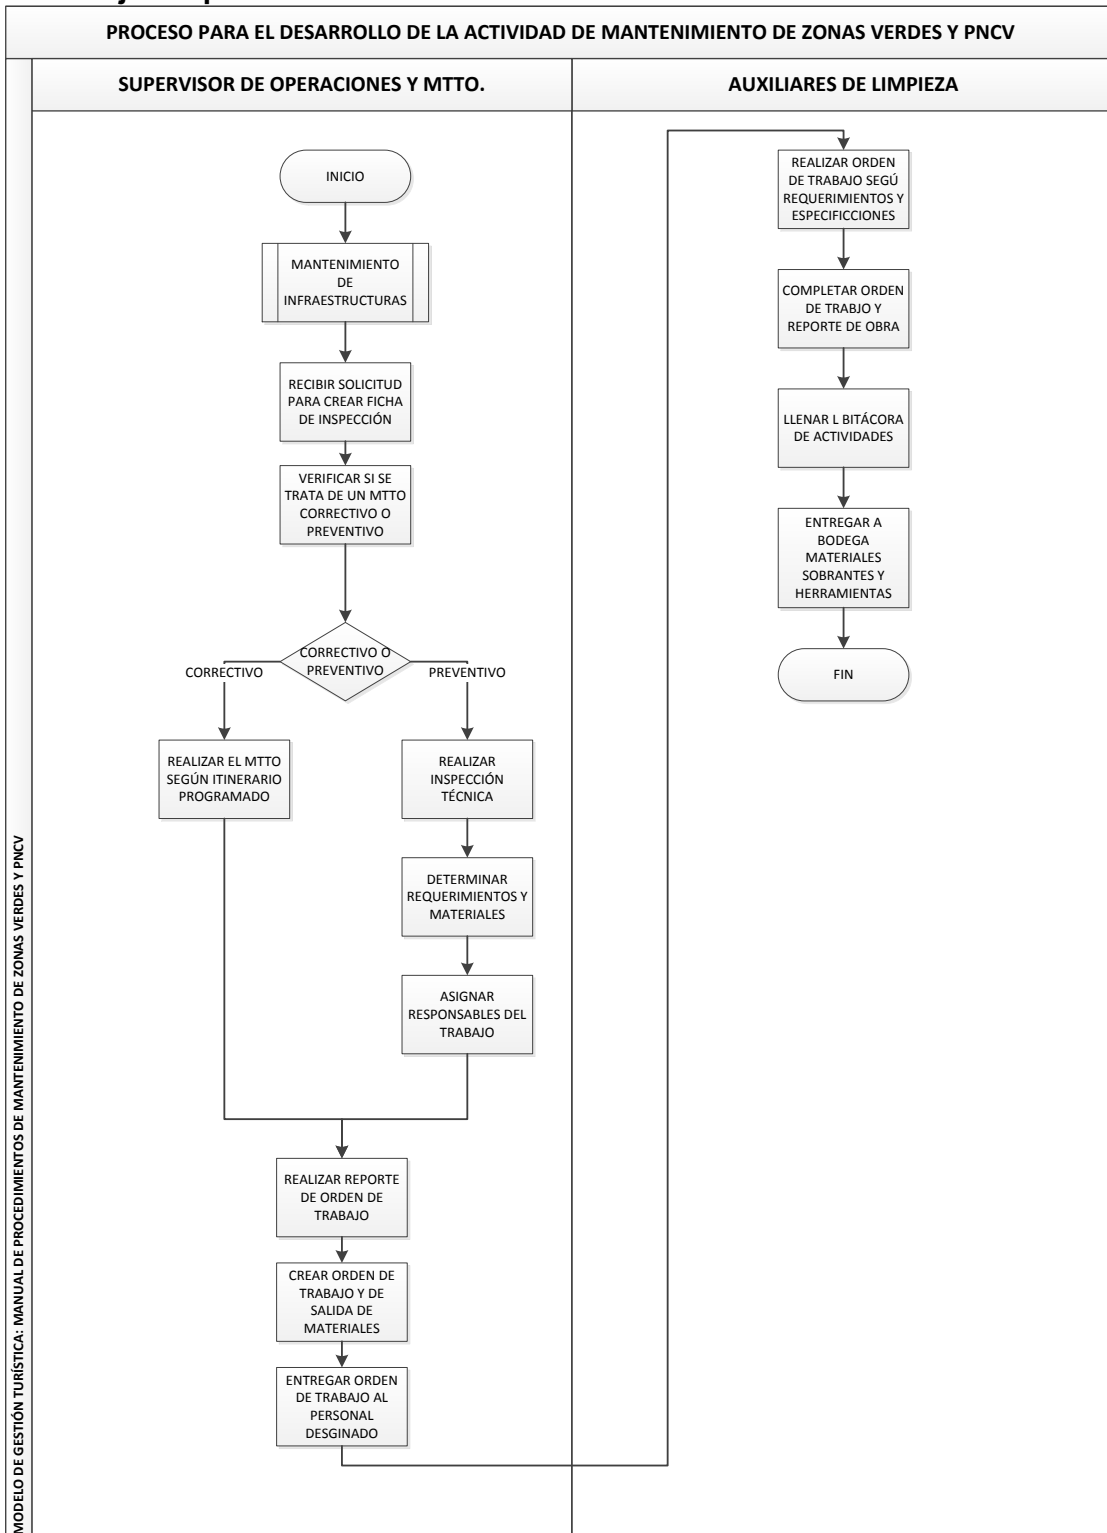 PROCESO PARA EL DESARROLLO DE LA ACTIVIDAD DE MANTENIMIENTO DE ZONAS VERDES Y PNCV
SUPERVISOR DE OPERACIONES Y MTTO.
AUXILIARES DE LIMPIEZA
MODELO DE GESTIÓN TURÍSTICA: MANUAL DE PROCEDIMIENTOS DE MANTENIMIENTO DE ZONAS VERDES Y PNCV
INICIO
MANTENIMIENTO
DE
INFRAESTRUCTURAS
RECIBIR SOLICITUD
PARA CREAR FICHA
DE INSPECCIÓN
VERIFICAR SI SE
TRATA DE UN MTTO
CORRECTIVO O
PREVENTIVO
CORRECTIVO O
PREVENTIVO
CORRECTIVO
PREVENTIVO
REALIZAR EL MTTO
SEGÚN ITINERARIO
PROGRAMADO
REALIZAR
INSPECCIÓN
TÉCNICA
DETERMINAR
REQUERIMIENTOS Y
MATERIALES
ASIGNAR
RESPONSABLES DEL
TRABAJO
REALIZAR REPORTE
DE ORDEN DE
TRABAJO
CREAR ORDEN DE
TRABAJO Y DE
SALIDA DE
MATERIALES
ENTREGAR ORDEN
DE TRABAJO AL
PERSONAL
DESGINADO
REALIZAR ORDEN
DE TRABAJO SEGÚ
REQUERIMIENTOS Y
ESPECIFICCIONES
COMPLETAR ORDEN
DE TRABJO Y
REPORTE DE OBRA
LLENAR L BITÁCORA
DE ACTIVIDADES
ENTREGAR A
BODEGA
MATERIALES
SOBRANTES Y
HERRAMIENTAS
FIN